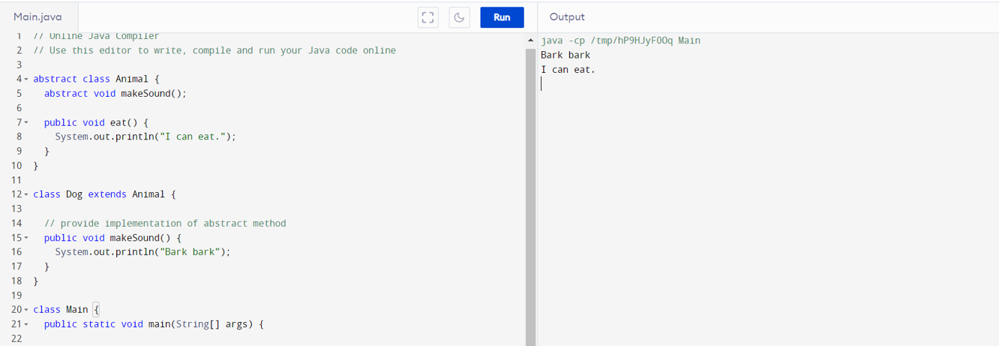 Main.java
Run
Output
1 // Online Java Compiler
2 // Use this editor to write, compile and run your Java code online
3
4 abstract class Animal {
5 abstract void makeSound();
6
7 public void eat() {
8 System.out.println("I can eat.");
9 }
10 }
11
12 class Dog extends Animal {
13
14 // provide implementation of abstract method
15 public void makeSound() {
16 System.out.println("Bark bark");
17 }
18 }
19
20 class Main {
21 public static void main(String[] args) {
22
java -cp /tmp/hP9HJyFOOq Main
Bark bark
I can eat.